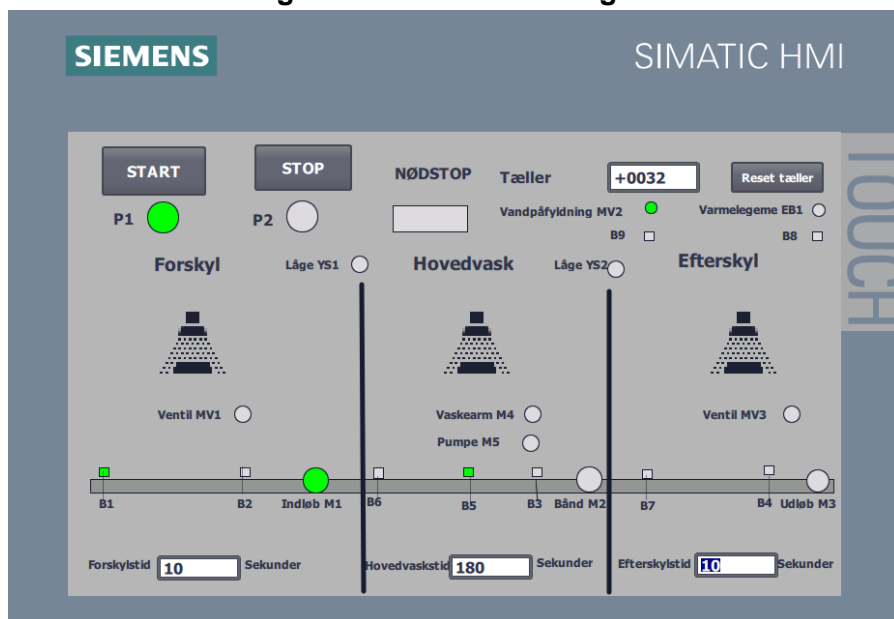 SIEMENS
SIMATIC HMI
TOUCH
START
STOP
NØDSTOP
Tæller
+0032
Reset tæller
P1
P2
Vandpåfyldning MV2
Varmelegeme EB1
B9
B8
Forskyl
Låge YS1
Hovedvask
Låge YS2
Efterskyl
Ventil MV1
Vaskearm M4
Ventil MV3
Pumpe M5
B1
B2
Indløb M1
B6
B5
B3
Bånd M2
B7
B4
Udløb M3
Forskylstid
10
Sekunder
Hovedvaskstid
180
Sekunder
Efterskylstid
10
Sekunder